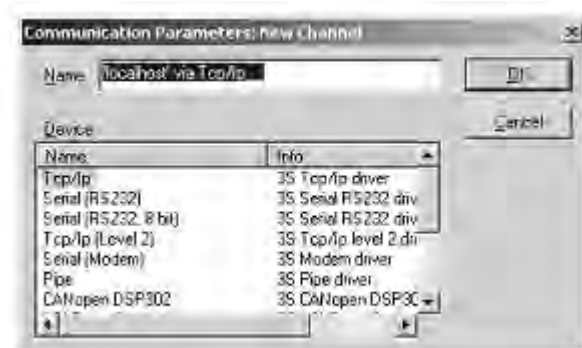 Communication Parameters: New Channel
Name 'localhost' via Tcp/Ip
OK
Cancel
Device
Name Info
Tcp/Ip 3S Tcp/Ip driver
Serial (RS232) 3S Serial RS232 driv
Serial (RS232, 8 bit) 3S Serial RS232 driv
Tcp/Ip (Level 2) 3S Tcp/Ip level 2 dri
Serial (Modem) 3S Modem driver
Pipe 3S Pipe driver
CANopen DSP302 3S CANopen DSP30